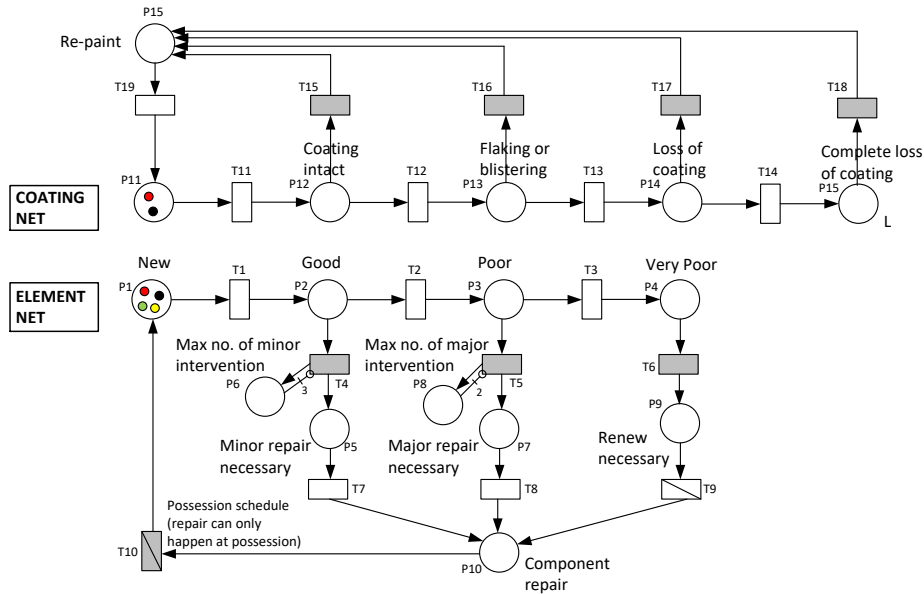 P15
Re-paint
T19
T15
T16
T17
T18
Coating
intact
Flaking or
blistering
Loss of
coating
Complete loss
of coating
P11
T11
P12
T12
P13
T13
P14
T14
P15
L
COATING
NET
New
Good
Poor
Very Poor
P1
T1
P2
T2
P3
T3
P4
ELEMENT
NET
Max no. of minor
intervention
Max no. of major
intervention
P6
3
T4
P8
2
T5
T6
P9
Minor repair
necessary
P5
Major repair
necessary
P7
Renew
necessary
T7
T8
T9
Possession schedule
(repair can only
happen at possession)
T10
P10
Component
repair